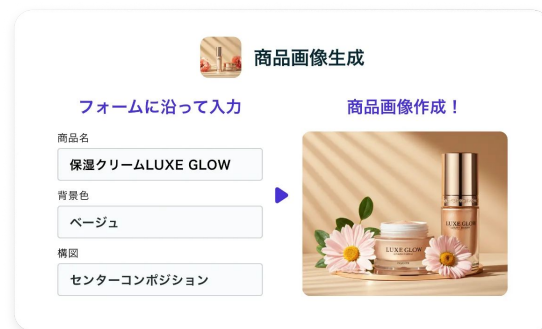 商品画像生成
フォームに沿って入力
商品画像作成！
商品名
保湿クリームLUXE GLOW
背景色
ベージュ
構図
センターコンポジション
LUXE GLOW
LUXE GLOW